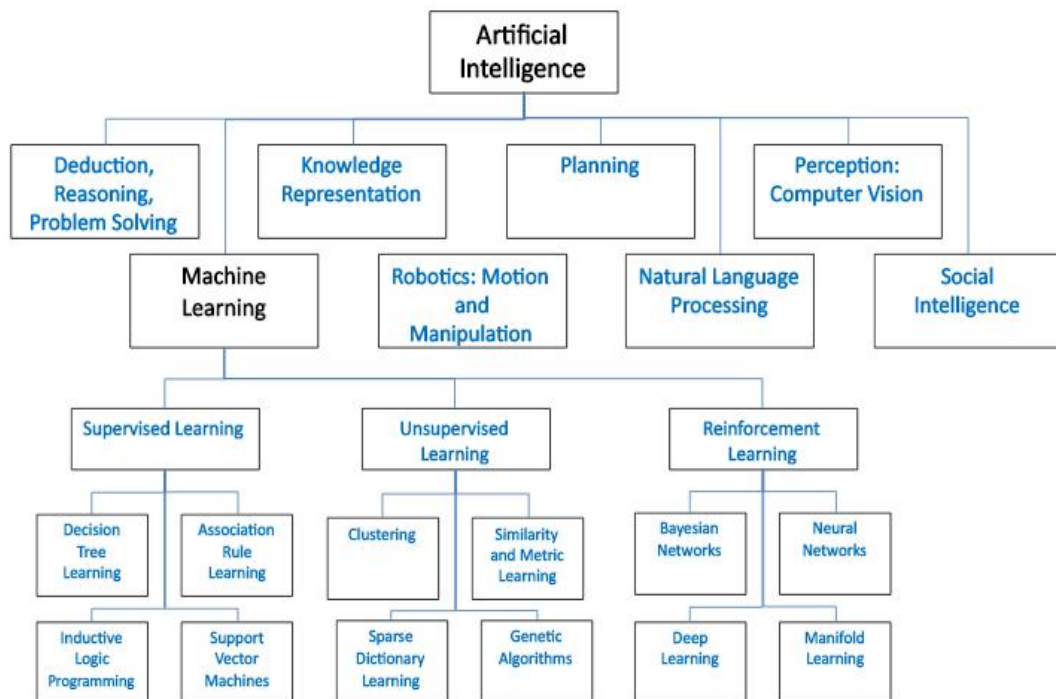 Artificial
Intelligence
Deduction,
Reasoning,
Problem Solving
Knowledge
Representation
Planning
Perception:
Computer Vision
Machine
Learning
Robotics: Motion
and
Manipulation
Natural Language
Processing
Social
Intelligence
Supervised Learning
Unsupervised
Learning
Reinforcement
Learning
Decision
Tree
Learning
Association
Rule
Learning
Clustering
Similarity
and Metric
Learning
Bayesian
Networks
Neural
Networks
Inductive
Logic
Programming
Support
Vector
Machines
Sparse
Dictionary
Learning
Genetic
Algorithms
Deep
Learning
Manifold
Learning